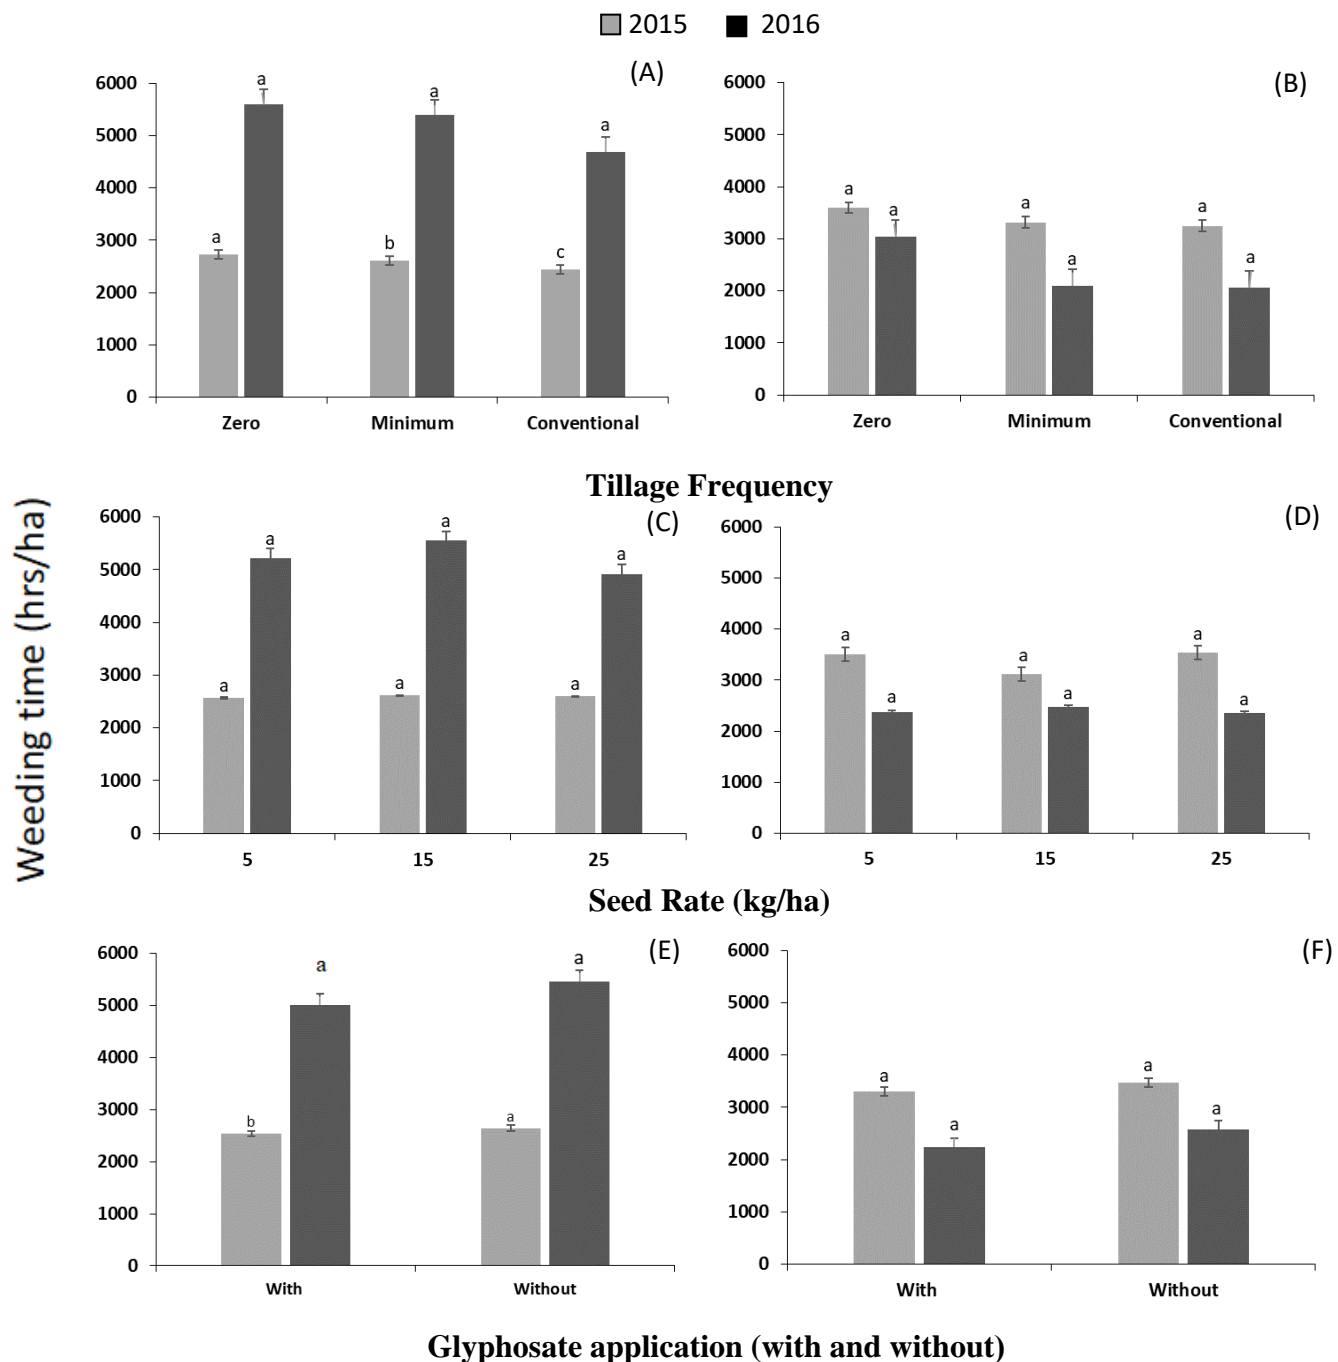 2015 2016
(A)
a a a
6000
5000
4000
3000
2000
1000
0
a b c
Zero Minimum Conventional
(B)
6000
5000
4000
3000
2000
1000
0
a a a a a a
Zero Minimum Conventional
Tillage Frequency
Weeding time (hrs/ha)
(C)
6000
5000
4000
3000
2000
1000
0
a a a a a a
5 15 25
(D)
6000
5000
4000
3000
2000
1000
0
a a a a a a
5 15 25
Seed Rate (kg/ha)
(E)
6000
5000
4000
3000
2000
1000
0
b a a a
With Without
(F)
6000
5000
4000
3000
2000
1000
0
a a a a
With Without
Glyphosate application (with and without)